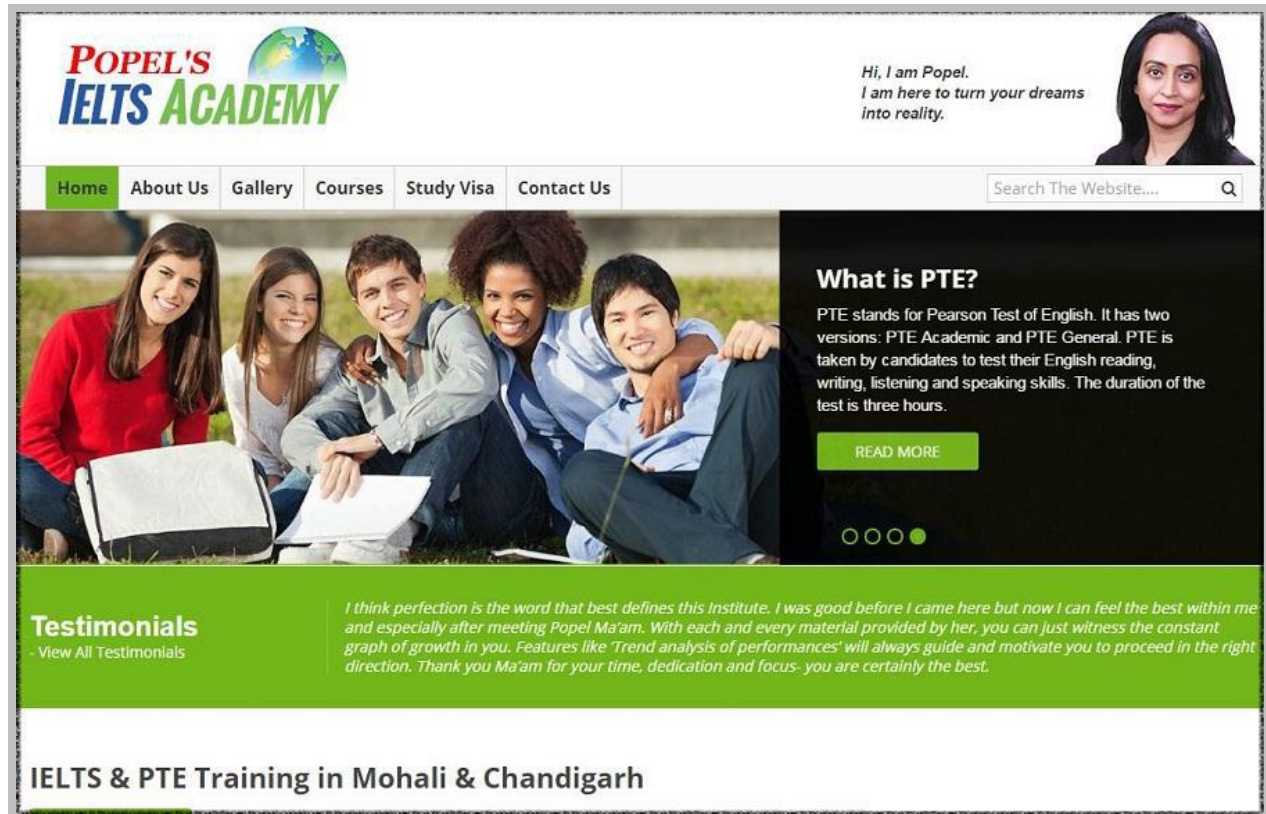 POPEL'S
IELTS ACADEMY
Hi, I am Popel.
I am here to turn your dreams
into reality.
Home About Us Gallery Courses Study Visa Contact Us
Search The Website....
What is PTE?
PTE stands for Pearson Test of English. It has two
versions: PTE Academic and PTE General. PTE is
taken by candidates to test their English reading,
writing, listening and speaking skills. The duration of the
test is three hours.
READ MORE
Testimonials
- View All Testimonials
I think perfection is the word that best defines this Institute. I was good before I came here but now I can feel the best within me
and especially after meeting Popel Ma'am. With each and every material provided by her, you can just witness the constant
graph of growth in you. Features like 'Trend analysis of performances' will always guide and motivate you to proceed in the right
direction. Thank you Ma'am for your time, dedication and focus- you are certainly the best.
IELTS & PTE Training in Mohali & Chandigarh